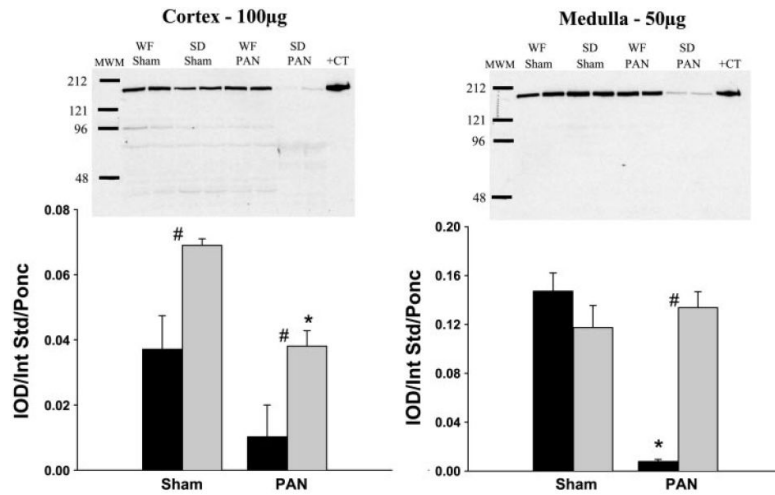 Cortex - 100µg
WF SD WF SD
MWM Sham Sham PAN PAN +CT
212
121
96
48
0.08
0.06
0.04
0.02
0.00
IOD/Int Std/Ponc
#
# *
Sham PAN
Medulla - 50µg
WF SD WF SD
MWM Sham Sham PAN PAN +CT
212
121
96
48
0.20
0.16
0.12
0.08
0.04
0.00
IOD/Int Std/Ponc
#
*
Sham PAN